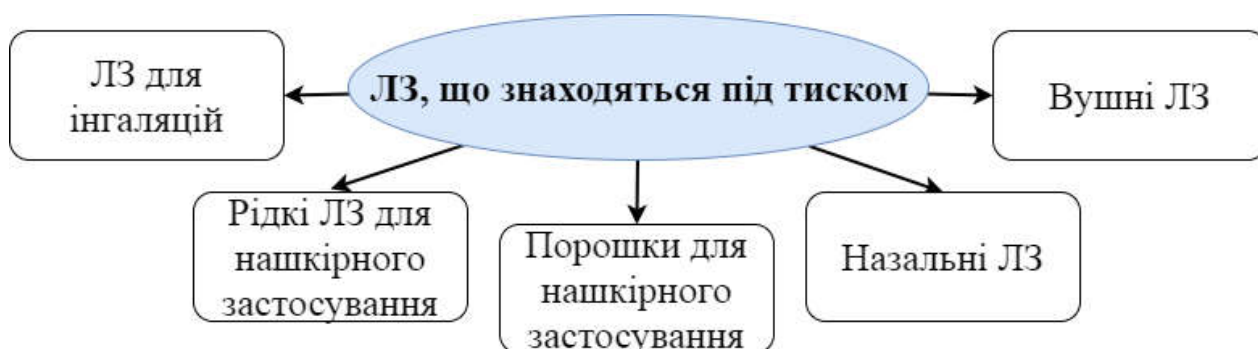 ЛЗ, що знаходяться під тиском
ЛЗ для
інгаляцій
Рідкі ЛЗ для
нашкірного
застосування
Порошки для
нашкірного
застосування
Назальні ЛЗ
Вушні ЛЗ